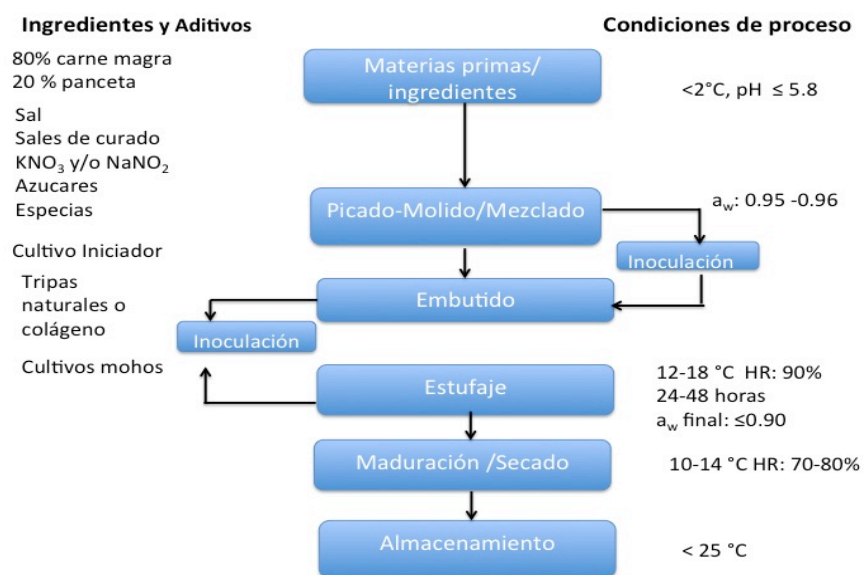 Ingredientes y Aditivos
Condiciones de proceso
80% carne magra
20 % panceta
Materias primas/
ingredientes
<2°C, pH ≤ 5.8
Sal
Sales de curado
KNO₃ y/o NaNO₂
Azucares
Especias
Picado-Molido/Mezclado
a_w: 0.95 -0.96
Cultivo Iniciador
Inoculación
Tripas
naturales o
colágeno
Embutido
Inoculación
Cultivos mohos
Estufaje
12-18 °C HR: 90%
24-48 horas
a_w final: ≤0.90
Maduración /Secado
10-14 °C HR: 70-80%
Almacenamiento
< 25 °C